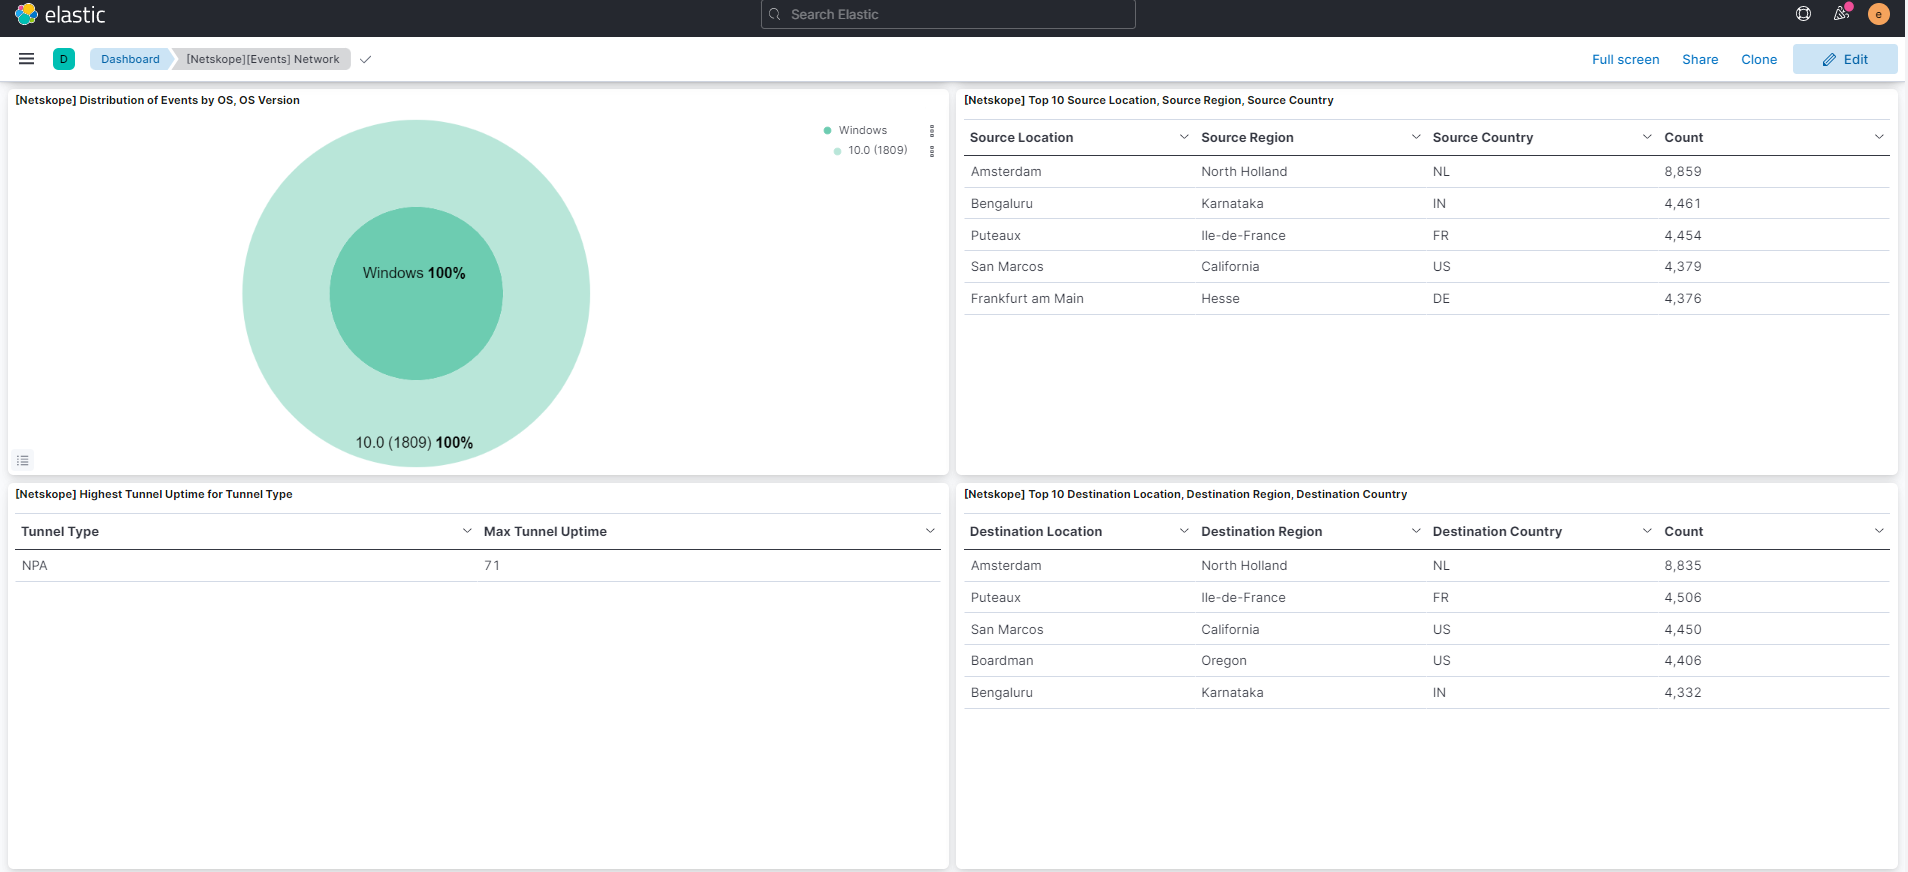 elastic
Search Elastic
e
D
Dashboard
[Netskope][Events] Network
Full screen
Share
Clone
Edit
[Netskope] Distribution of Events by OS, OS Version
Windows
10.0 (1809)
Windows 100%
10.0 (1809) 100%
[Netskope] Top 10 Source Location, Source Region, Source Country
Source Location Source Region Source Country Count
Amsterdam North Holland NL 8,859
Bengaluru Karnataka IN 4,461
Puteaux Ile-de-France FR 4,454
San Marcos California US 4,379
Frankfurt am Main Hesse DE 4,376
[Netskope] Highest Tunnel Uptime for Tunnel Type
Tunnel Type Max Tunnel Uptime
NPA 71
[Netskope] Top 10 Destination Location, Destination Region, Destination Country
Destination Location Destination Region Destination Country Count
Amsterdam North Holland NL 8,835
Puteaux Ile-de-France FR 4,506
San Marcos California US 4,450
Boardman Oregon US 4,406
Bengaluru Karnataka IN 4,332